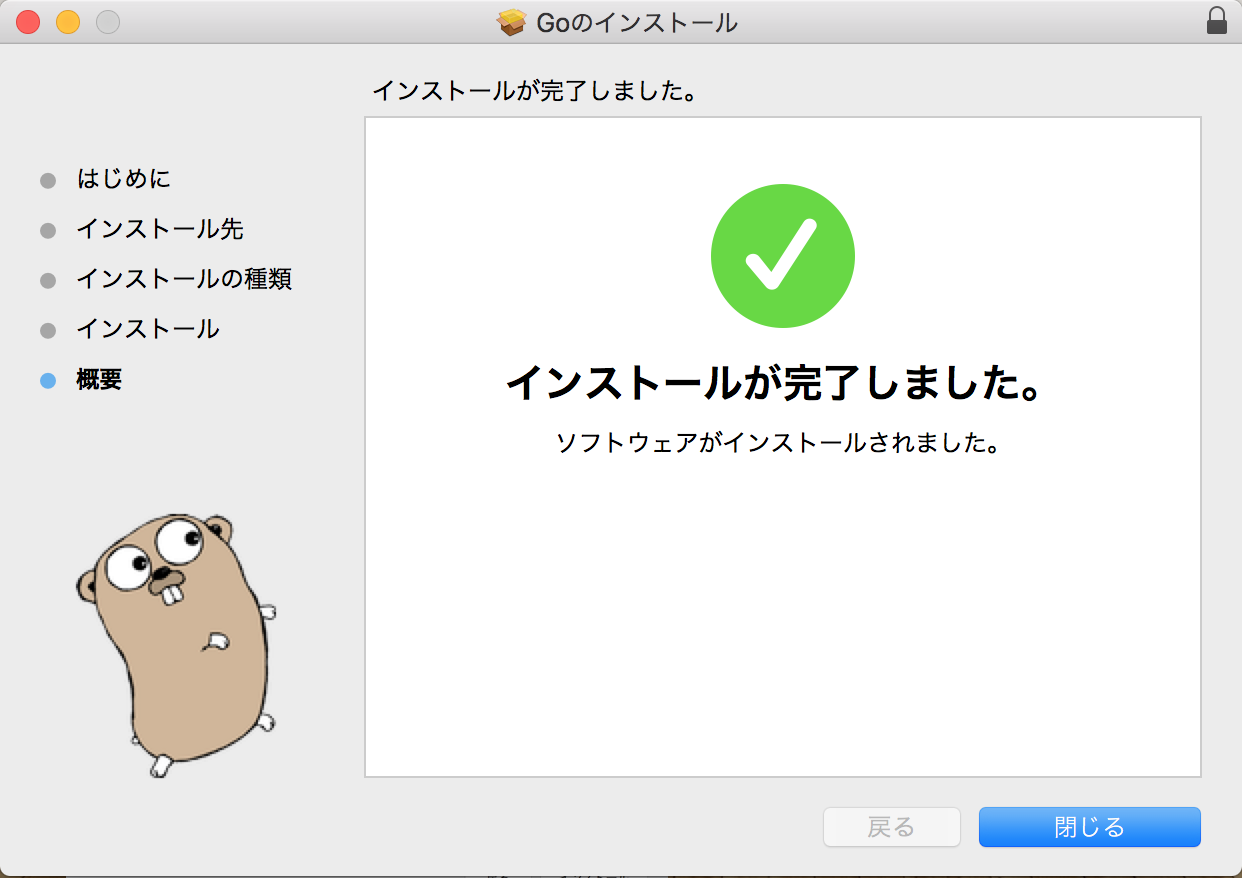 Goのインストール
インストールが完了しました。
はじめに
インストール先
インストールの種類
インストール
概要
インストールが完了しました。
ソフトウェアがインストールされました。
戻る
閉じる